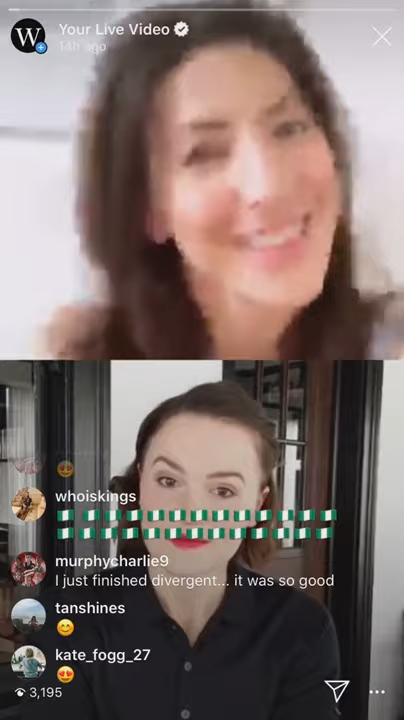 W
Your Live Video
14h ago
whoiskings
murphycharlie9
I just finished divergent... it was so good
tanshines
kate_fogg_27
3,195